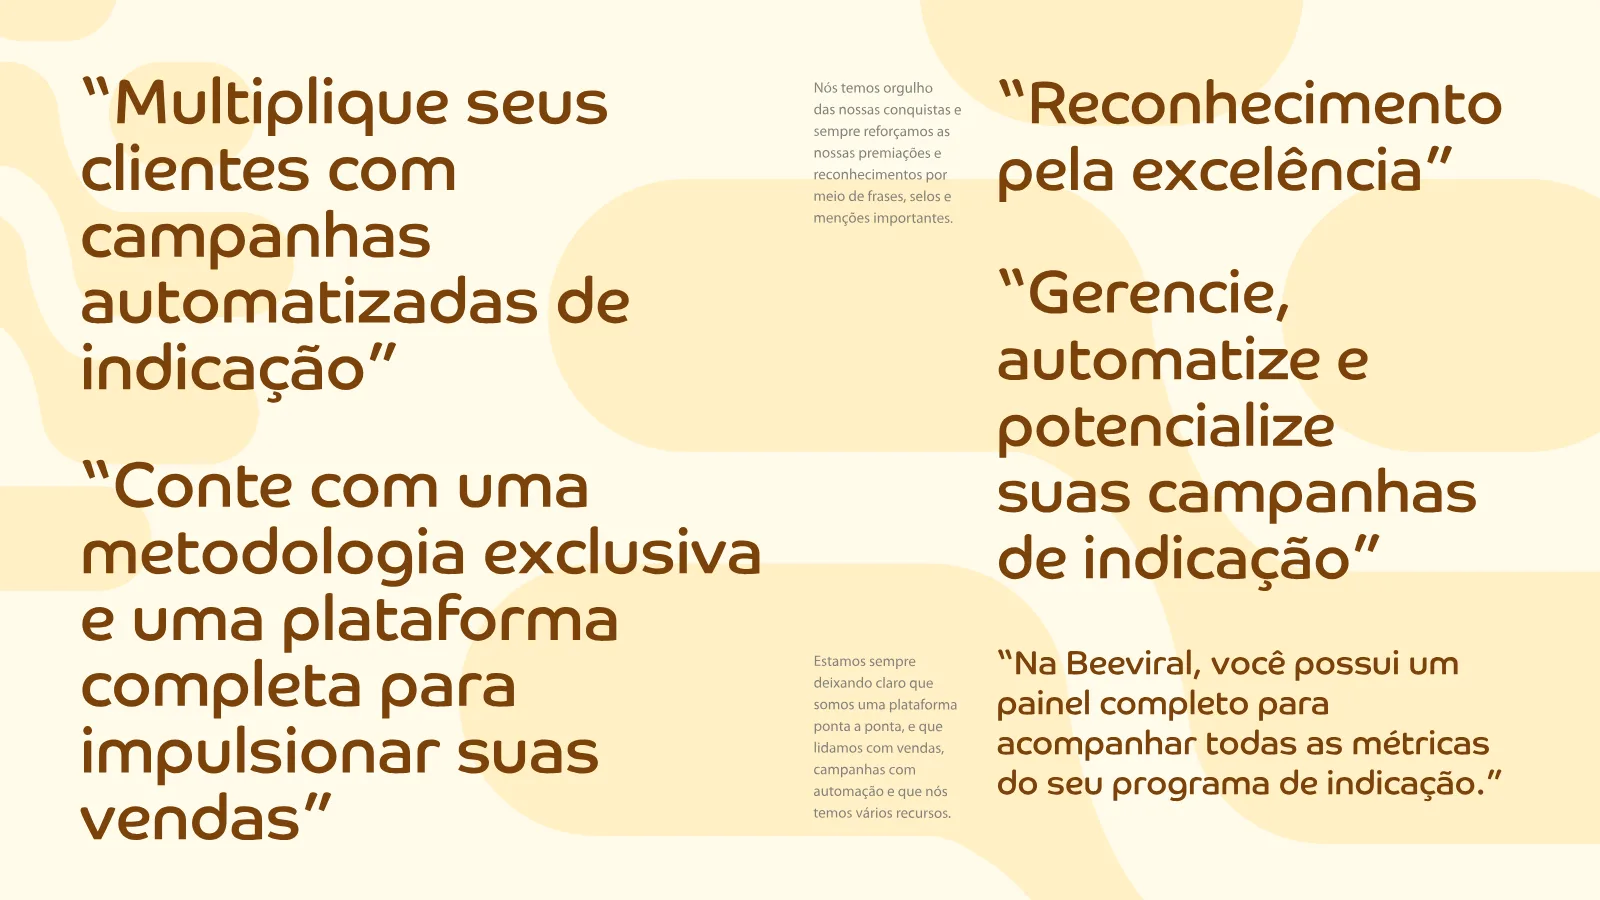 “Multiplique seus
clientes com
campanhas
automatizadas de
indicação”
“Conte com uma
metodologia exclusiva
e uma plataforma
completa para
impulsionar suas
vendas”
Nós temos orgulho
das nossas conquistas e
sempre reforçamos as
nossas premiações e
reconhecimentos por
meio de frases, selos e
menções importantes.
“Reconhecimento
pela excelência”
“Gerencie,
automatize e
potencialize
suas campanhas
de indicação”
Estamos sempre
deixando claro que
somos uma plataforma
ponta a ponta, e que
lidamos com vendas,
campanhas com
automação e que nós
temos vários recursos.
“Na Beeviral, você possui um
painel completo para
acompanhar todas as métricas
do seu programa de indicação.”